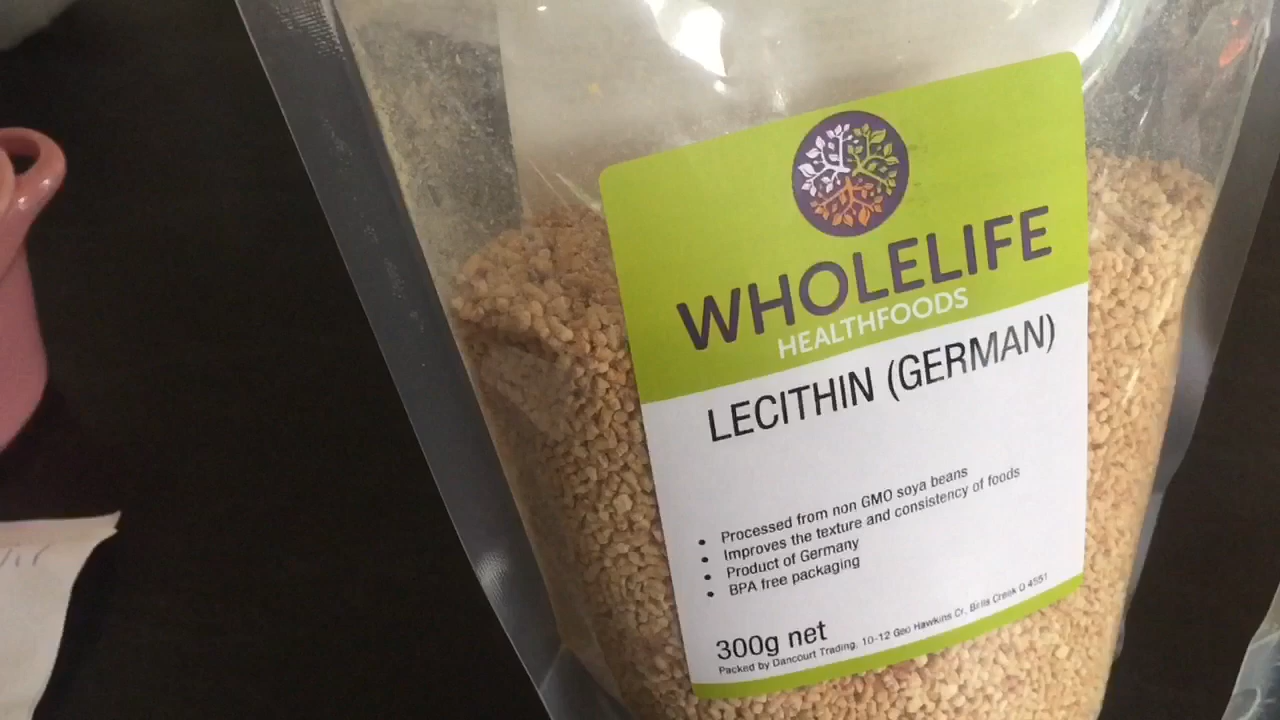 WHOLELIFE
HEALTHFOODS
LECITHIN (GERMAN)
• Processed from non GMO soya beans
• Improves the texture and consistency of foods
• Product of Germany
• BPA free packaging
300g net
Packed by Dancourt Trading, 10-12 Geo Hawkins Cr, Bells Creek Q 4551